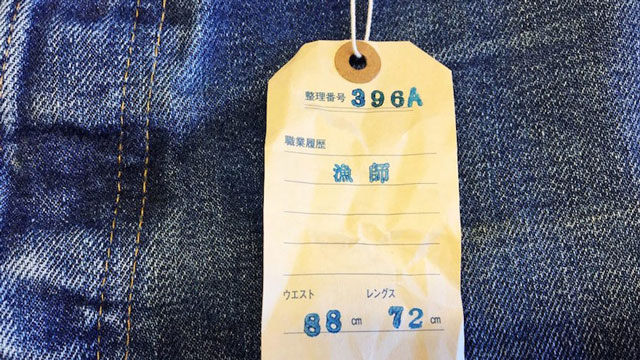 整理番号 396A
職業履歴
漁師
ウエスト レングス
88 cm 72 cm